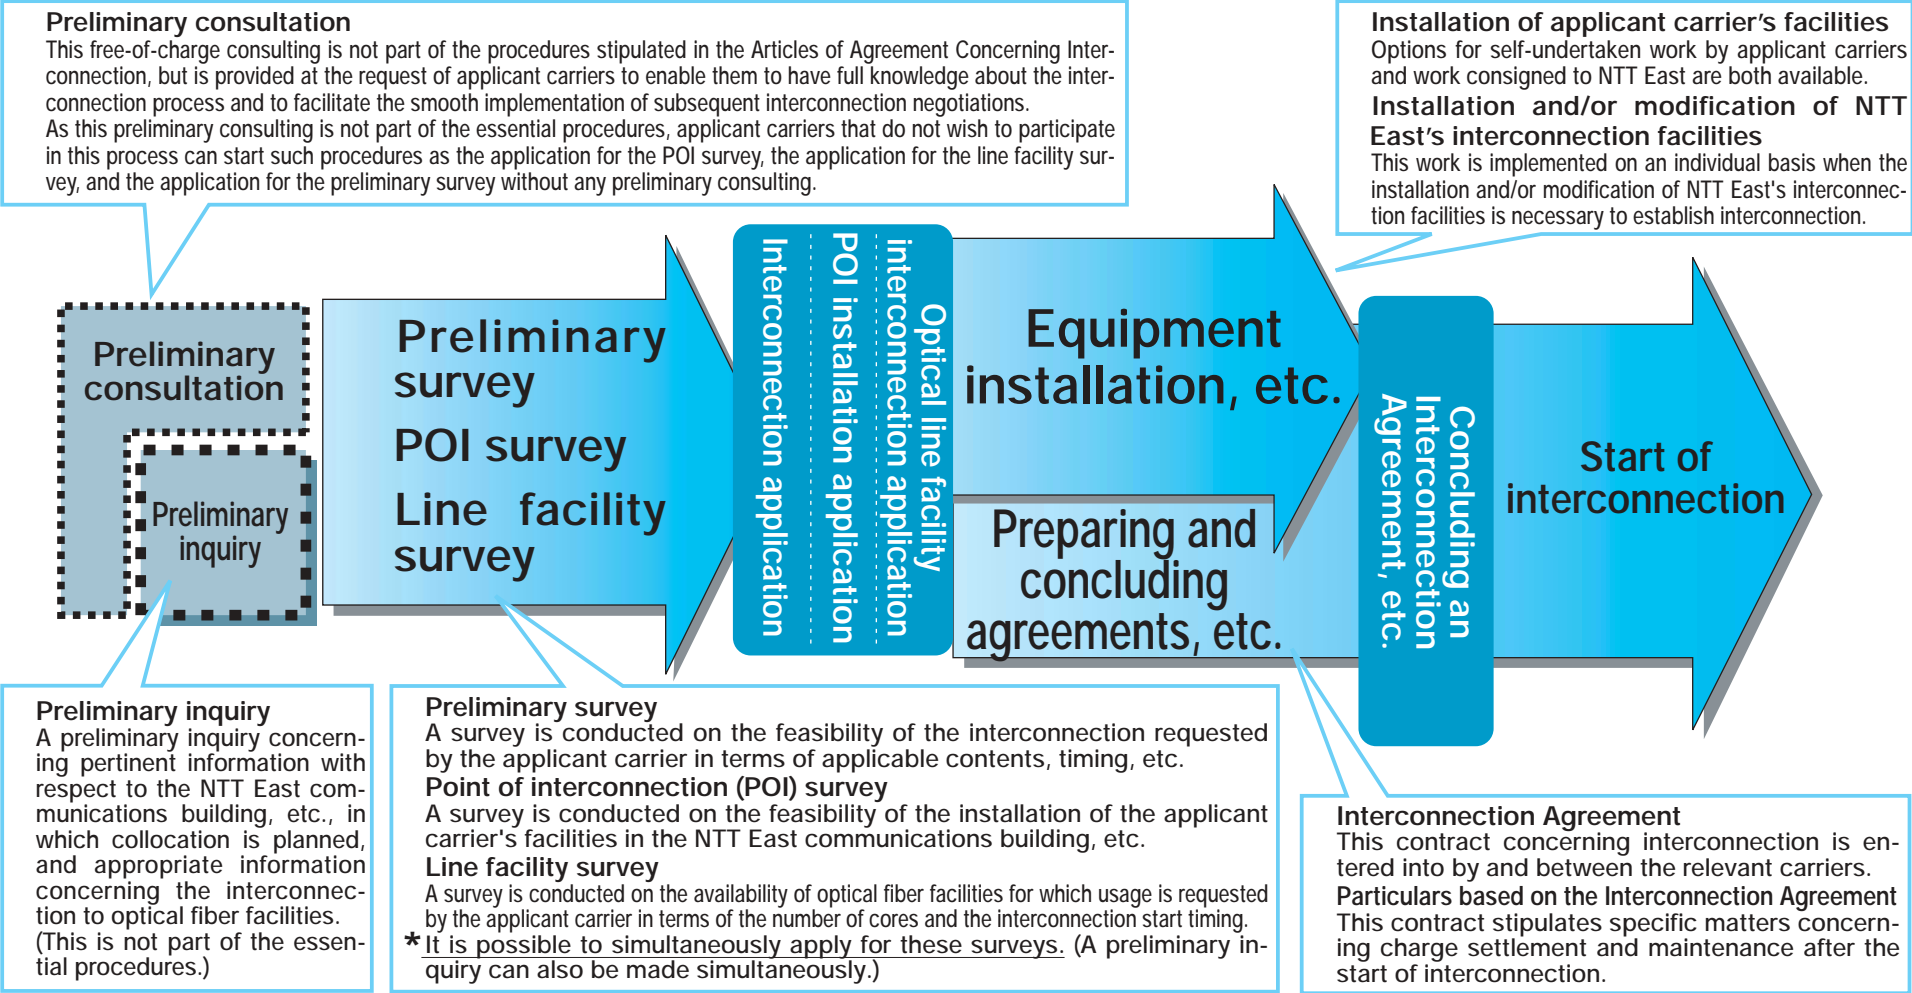 Preliminary consultation
This free-of-charge consulting is not part of the procedures stipulated in the Articles of Agreement Concerning Inter-
connection, but is provided at the request of applicant carriers to enable them to have full knowledge about the inter-
connection process and to facilitate the smooth implementation of subsequent interconnection negotiations.
As this preliminary consulting is not part of the essential procedures, applicant carriers that do not wish to participate
in this process can start such procedures as the application for the POI survey, the application for the line facility sur-
vey, and the application for the preliminary survey without any preliminary consulting.
Installation of applicant carrier's facilities
Options for self-undertaken work by applicant carriers
and work consigned to NTT East are both available.
Installation and/or modification of NTT
East's interconnection facilities
This work is implemented on an individual basis when the
installation and/or modification of NTT East's interconnec-
tion facilities is necessary to establish interconnection.
Preliminary
consultation
Preliminary
inquiry
Preliminary
survey
POI survey
Line facility
survey
Interconnection application
POI installation application
Optical line facility
interconnection application
Equipment
installation, etc.
Preparing and
concluding
agreements, etc.
Concluding an
Interconnection
Agreement, etc.
Start of
interconnection
Preliminary inquiry
A preliminary inquiry concern-
ing pertinent information with
respect to the NTT East com-
munications building, etc., in
which collocation is planned,
and appropriate information
concerning the interconnec-
tion to optical fiber facilities.
(This is not part of the essen-
tial procedures.)
Preliminary survey
A survey is conducted on the feasibility of the interconnection requested
by the applicant carrier in terms of applicable contents, timing, etc.
Point of interconnection (POI) survey
A survey is conducted on the feasibility of the installation of the applicant
carrier's facilities in the NTT East communications building, etc.
Line facility survey
A survey is conducted on the availability of optical fiber facilities for which usage is requested
by the applicant carrier in terms of the number of cores and the interconnection start timing.
*It is possible to simultaneously apply for these surveys. (A preliminary in-
quiry can also be made simultaneously.)
Interconnection Agreement
This contract concerning interconnection is en-
tered into by and between the relevant carriers.
Particulars based on the Interconnection Agreement
This contract stipulates specific matters concern-
ing charge settlement and maintenance after the
start of interconnection.